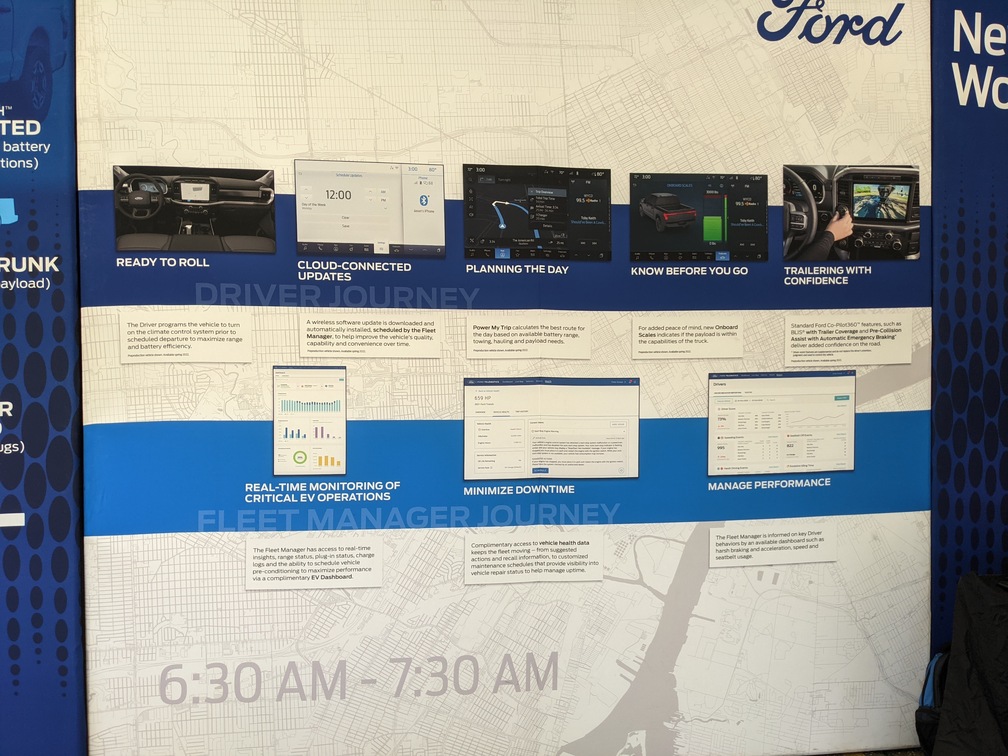 Ford
Ne
Wo
TED
battery
tions)
RUNK
ayload)
R
ugs)
3:00
80°
Schedule Updates
12:00
Phone
READY TO ROLL
CLOUD-CONNECTED
UPDATES
PLANNING THE DAY
KNOW BEFORE YOU GO
TRAILERING WITH
CONFIDENCE
DRIVER JOURNEY
The Driver programs the vehicle to turn
on the climate control system prior to
scheduled departure to maximize range
and battery efficiency.
A wireless software update is downloaded and
automatically installed, scheduled by the Fleet
Manager, to help improve the vehicle's quality,
capability and convenience over time.
Power My Trip calculates the best route for
the day based on available battery range,
towing, hauling and payload needs.
For added peace of mind, new Onboard
Scales indicates if the payload is within
the capabilities of the truck.
Standard Ford Co-Pilot360™ features, such as
BLIS® with Trailer Coverage and Pre-Collision
Assist with Automatic Emergency Braking*
deliver added confidence on the road.
659 HP
Drivers
REAL-TIME MONITORING OF
CRITICAL EV OPERATIONS
MINIMIZE DOWNTIME
MANAGE PERFORMANCE
FLEET MANAGER JOURNEY
The Fleet Manager has access to real-time
insights, range status, plug-in status, charge
logs and the ability to schedule vehicle
pre-conditioning to maximize performance
via a complimentary EV Dashboard.
Complimentary access to vehicle health data
keeps the fleet moving – from suggested
actions and recall information, to customized
maintenance schedules that provide visibility into
vehicle repair status to help manage uptime.
The Fleet Manager is informed on key Driver
behaviors by an available dashboard such as
harsh braking and acceleration, speed and
seatbelt usage.
6:30 AM - 7:30 AM